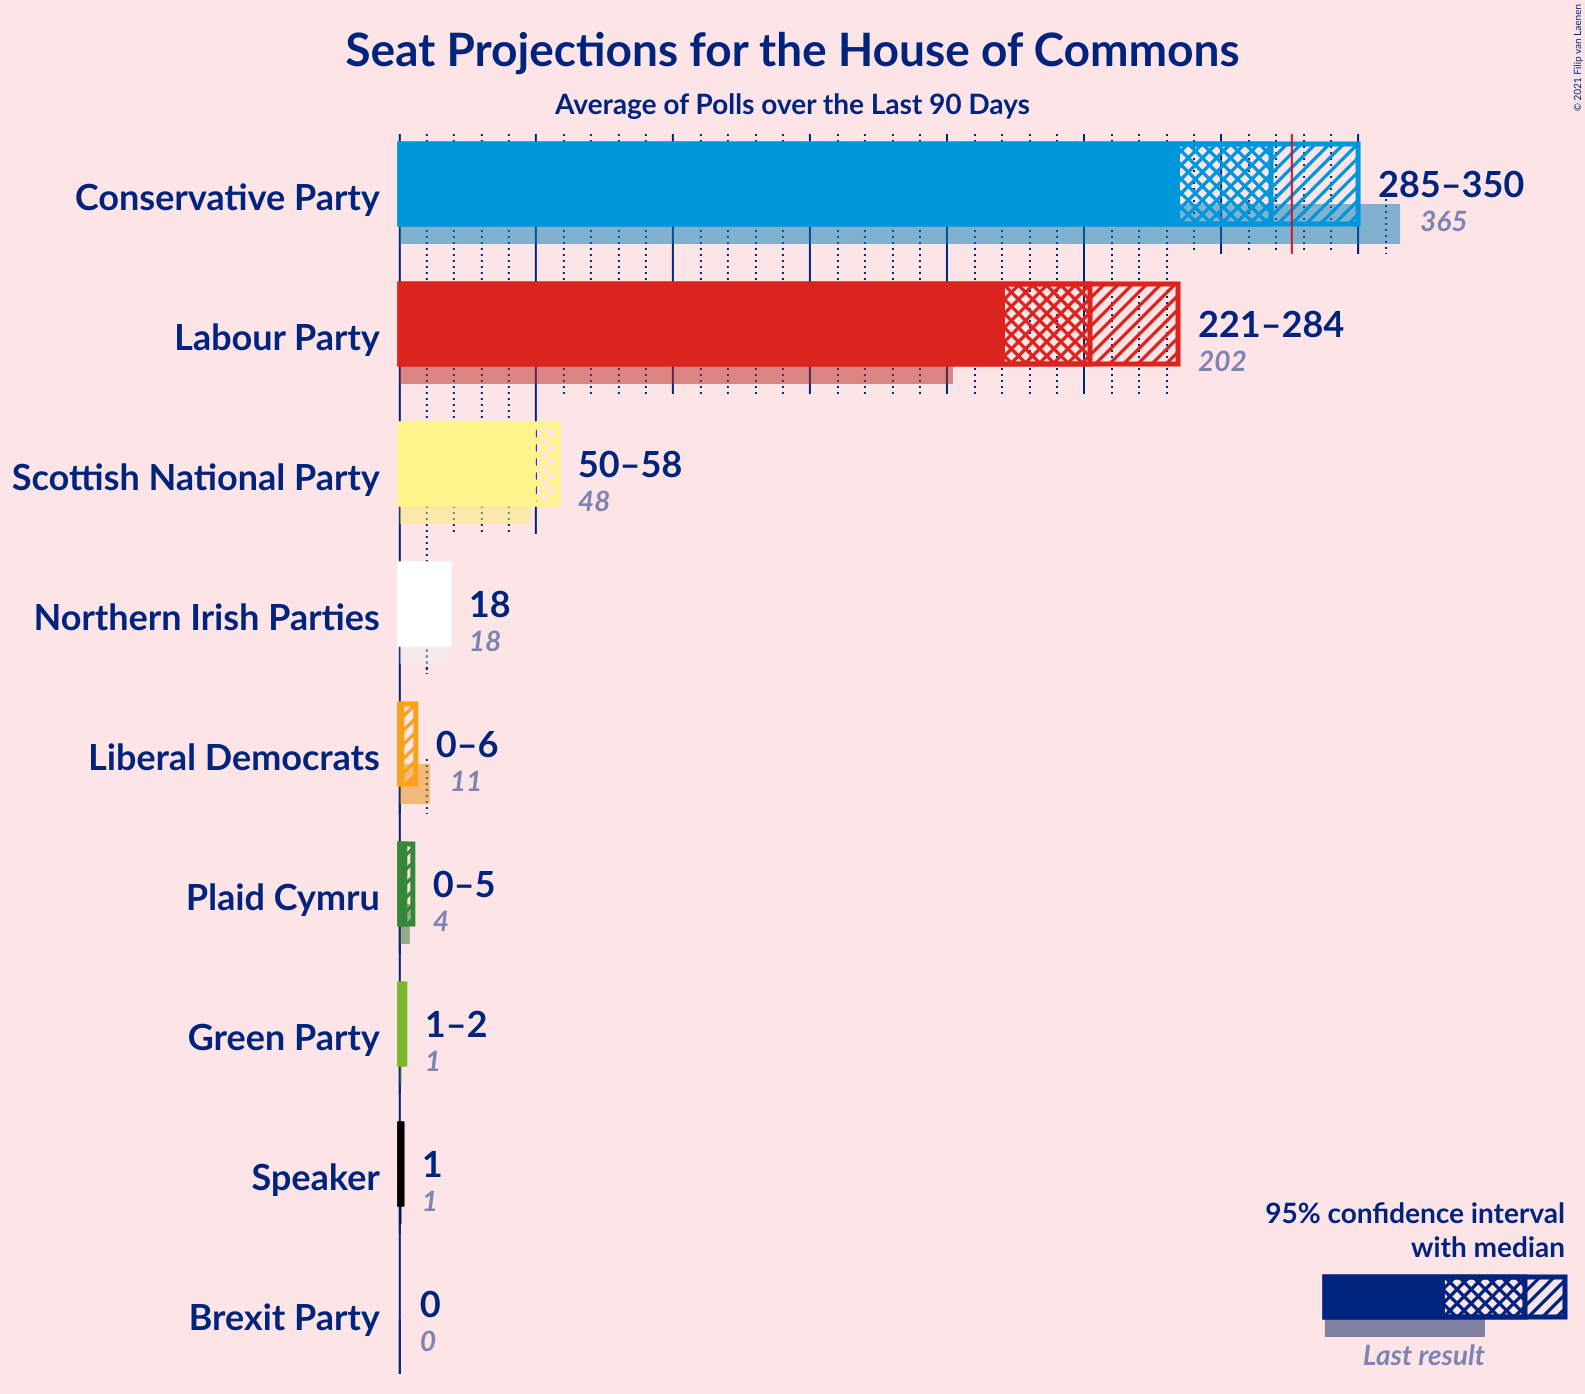 Seat Projections for the House of Commons
Average of Polls over the Last 90 Days
© 2021 Filip van Laenen
Conservative Party
285–350
365
Labour Party
221–284
202
Scottish National Party
50–58
48
Northern Irish Parties
18
18
Liberal Democrats
0–6
11
Plaid Cymru
0–5
4
Green Party
1–2
1
Speaker
1
1
Brexit Party
0
0
95% confidence interval
with median
Last result